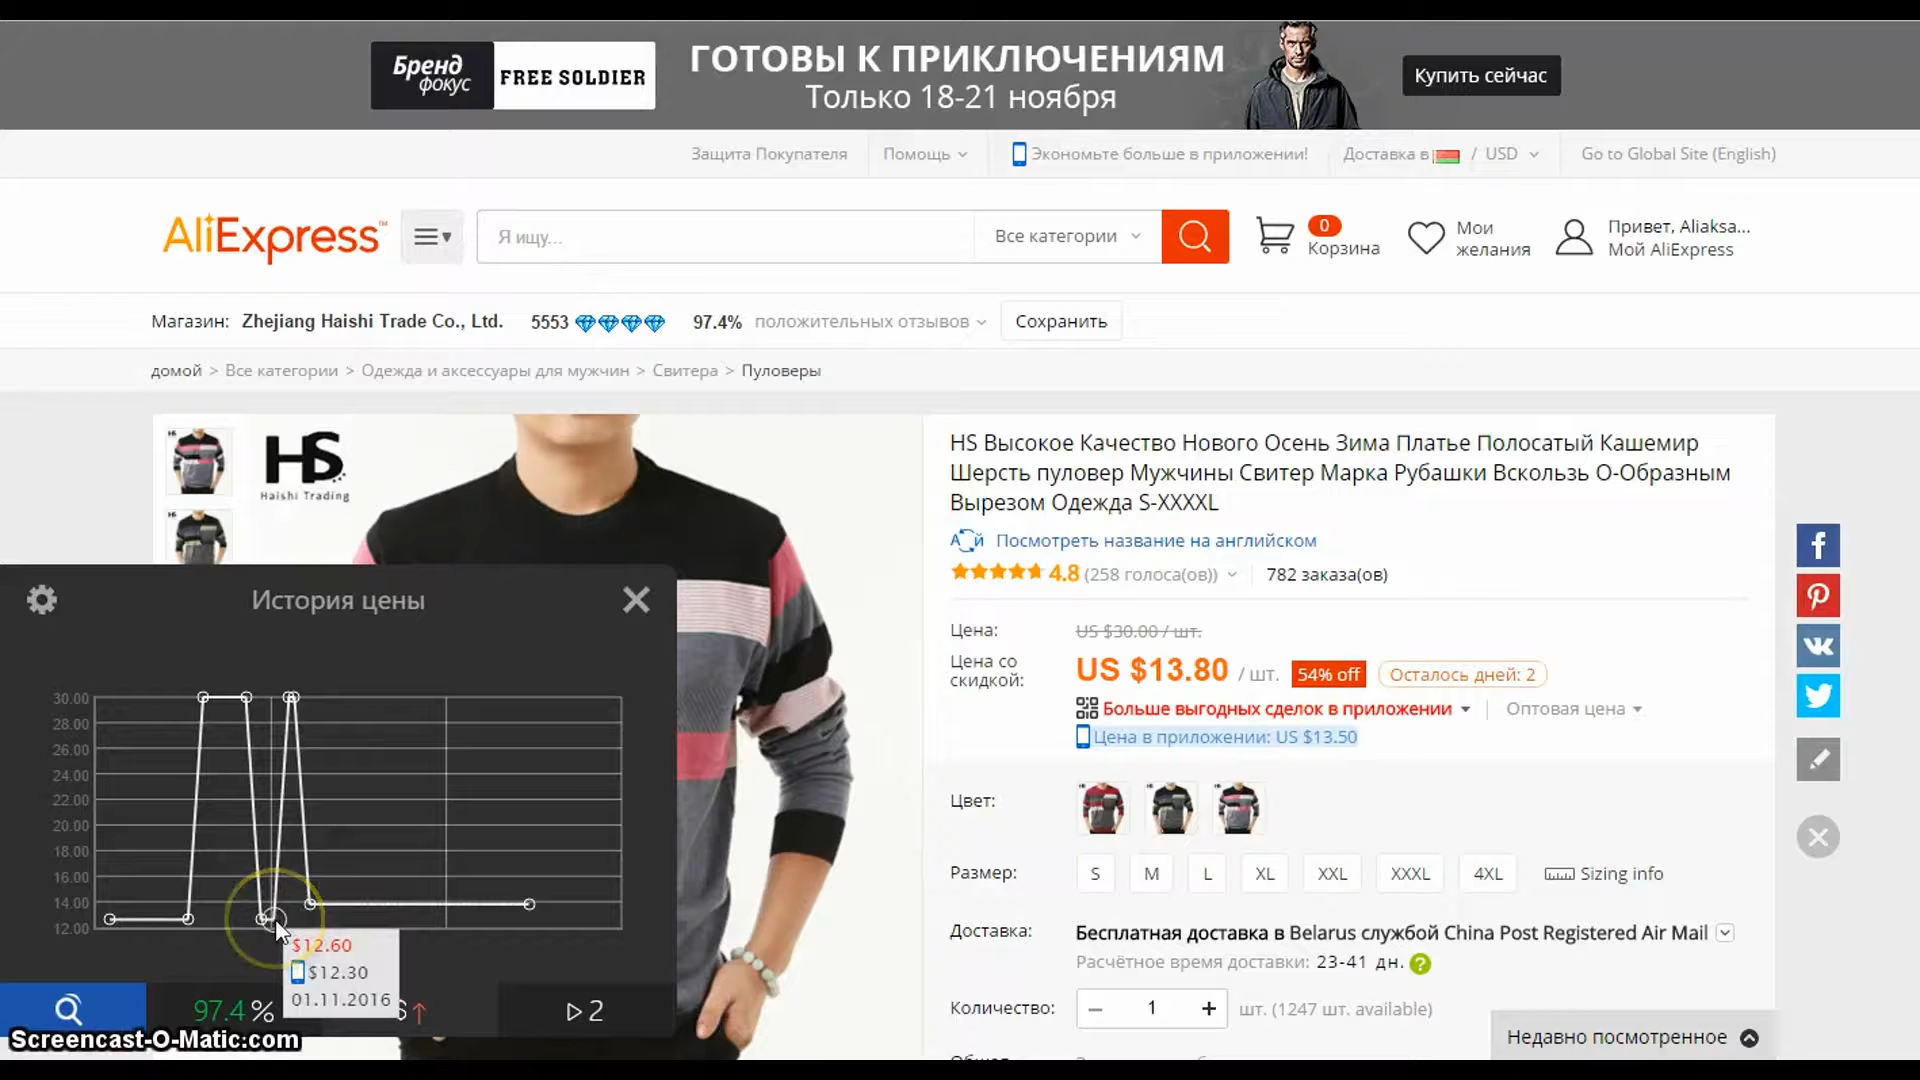 Бренд фокус
FREE SOLDIER
ГОТОВЫ К ПРИКЛЮЧЕНИЯМ
Только 18-21 ноября
Купить сейчас
Защита Покупателя
Помощь
Экономьте больше в приложении!
Доставка в / USD
Go to Global Site (English)
AliExpress™
Я ищу...
Все категории
0
Корзина
Мои желания
Привет, Aliaksa...
Мой AliExpress
Магазин: Zhejiang Haishi Trade Co., Ltd. 5553 97.4% положительных отзывов
Сохранить
домой > Все категории > Одежда и аксессуары для мужчин > Свитера > Пуловеры
HS
Haishi Trading
HS Высокое Качество Нового Осень Зима Платье Полосатый Кашемир
Шерсть пуловер Мужчины Свитер Марка Рубашки Вскользь О-Образным
Вырезом Одежда S-XXXXL
Посмотреть название на английском
4.8 (258 голоса(ов)) 782 заказа(ов)
Цена: US $30.00 / шт.
Цена со скидкой: US $13.80 / шт. 54% off Осталось дней: 2
Больше выгодных сделок в приложении Оптовая цена
Цена в приложении: US $13.50
Цвет:
Размер: S M L XL XXL XXXL 4XL Sizing info
Доставка: Бесплатная доставка в Belarus службой China Post Registered Air Mail
Расчётное время доставки: 23-41 дн. ?
Количество: − 1 + шт. (1247 шт. available)
Недавно посмотренное
История цены
30.00
28.00
26.00
24.00
22.00
20.00
18.00
16.00
14.00
12.00
$12.60
$12.30
01.11.2016
97.4 %
2
Screencast-O-Matic.com